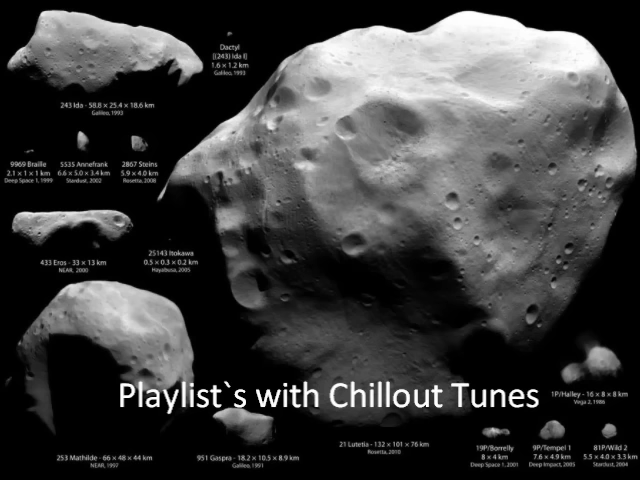 Dactyl
[(243) Ida I]
1.6 × 1.2 km
Galileo, 1993
243 Ida - 58.8 × 25.4 × 18.6 km
Galileo, 1993
9969 Braille
2.1 × 1 × 1 km
Deep Space 1, 1999
5535 Annefrank
6.6 × 5.0 × 3.4 km
Stardust, 2002
2867 Steins
5.9 × 4.0 km
Rosetta, 2008
433 Eros - 33 × 13 km
NEAR, 2000
25143 Itokawa
0.5 × 0.3 × 0.2 km
Hayabusa, 2005
Playlist`s with Chillout Tunes
1P/Halley - 16 × 8 × 8 km
Vega 2, 1986
253 Mathilde - 66 × 48 × 44 km
NEAR, 1997
951 Gaspra - 18.2 × 10.5 × 8.9 km
Galileo, 1991
21 Lutetia - 132 × 101 × 76 km
Rosetta, 2010
19P/Borrelly
8 × 4 km
Deep Space 1, 2001
9P/Tempel 1
7.6 × 4.9 km
Deep Impact, 2005
81P/Wild 2
5.5 × 4.0 × 3.3 km
Stardust, 2004